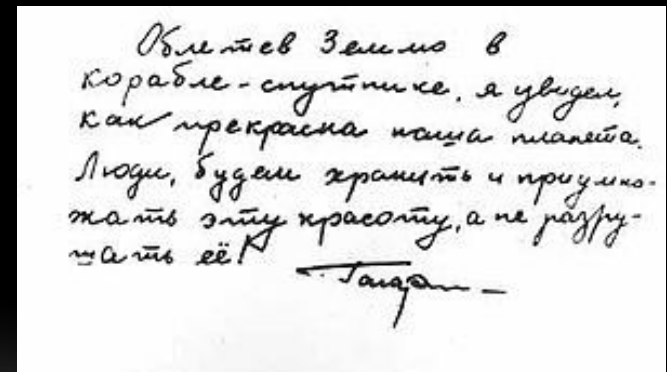 Облетев Землю в
корабле-спутнике, я увидел,
как прекрасна наша планета.
Люди, будем хранить и приумно-
жать эту красоту, а не разру-
шать её!
Гагарин